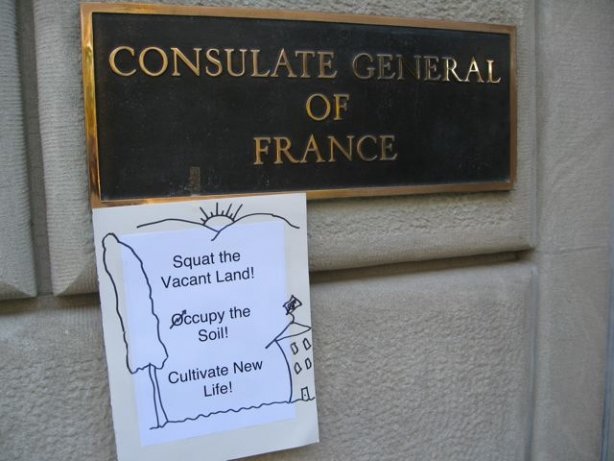 CONSULATE GENERAL
OF
FRANCE
Squat the
Vacant Land!
Occupy the
Soil!
Cultivate New
Life!